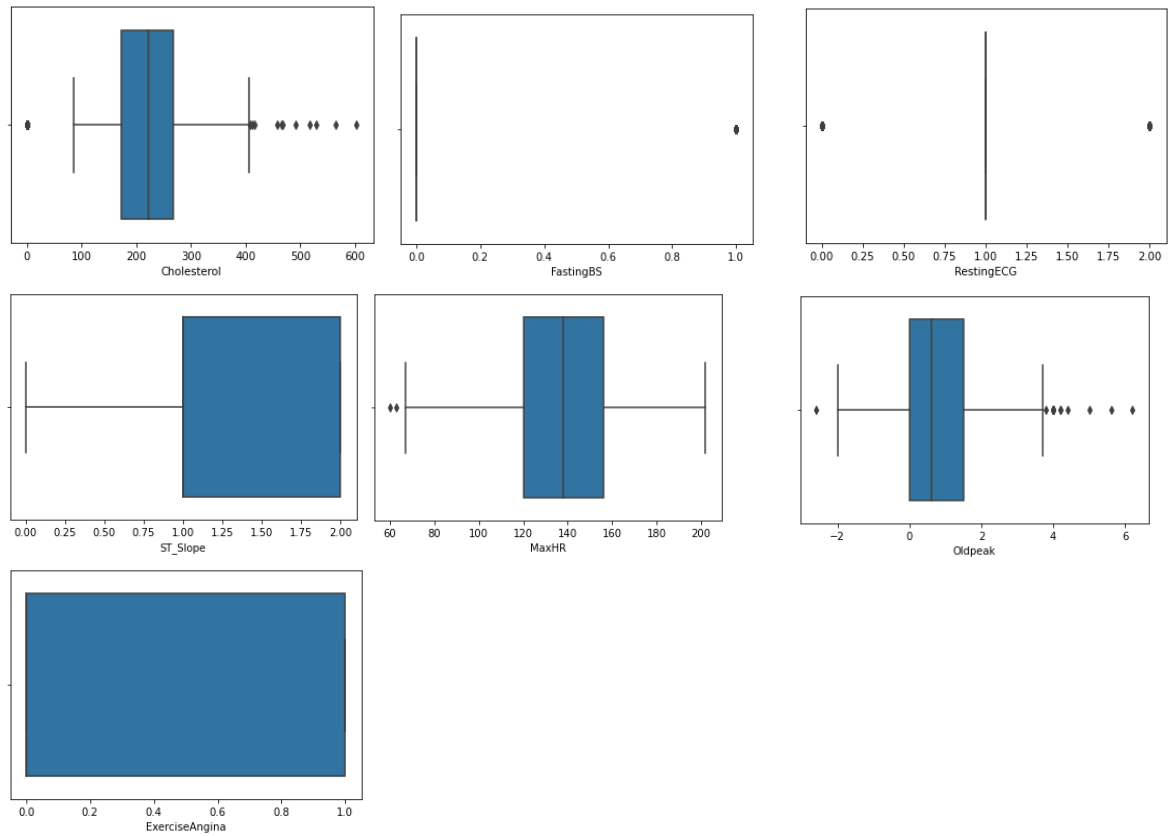 0 100 200 300 400 500 600
Cholesterol
0.0 0.2 0.4 0.6 0.8 1.0
FastingBS
0.00 0.25 0.50 0.75 1.00 1.25 1.50 1.75 2.00
RestingECG
0.00 0.25 0.50 0.75 1.00 1.25 1.50 1.75 2.00
ST_Slope
60 80 100 120 140 160 180 200
MaxHR
−2 0 2 4 6
Oldpeak
0.0 0.2 0.4 0.6 0.8 1.0
ExerciseAngina